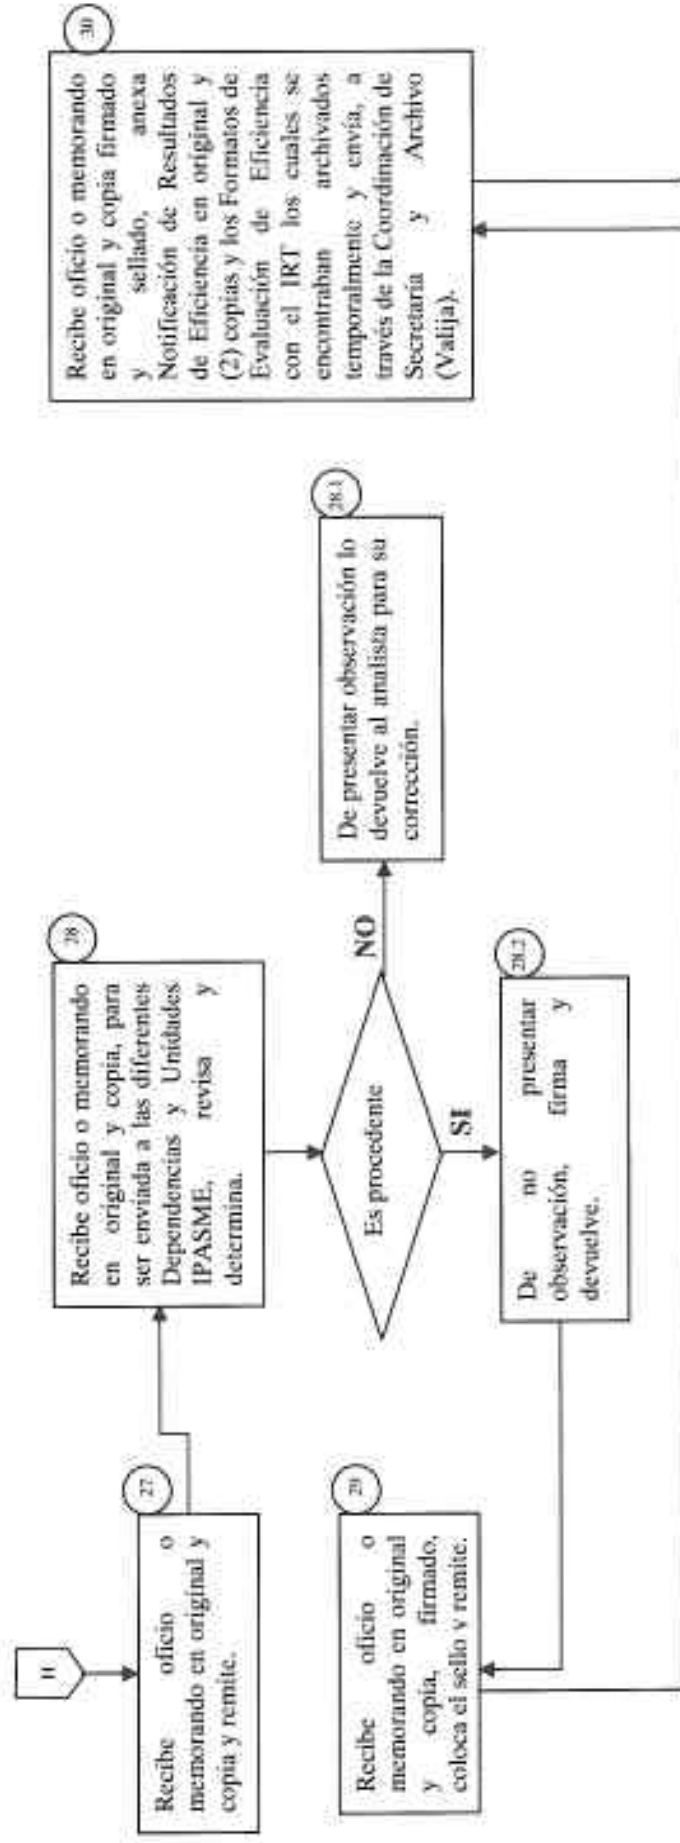 H
27
Recibe oficio o
memorando en original y
copia y remite.
28
Recibe oficio o memorando
en original y copia, para
ser enviada a las diferentes
Dependencias y Unidades
IPASME, revisa y
determina.
Es procedente
NO
SI
28.1
De presentar observación lo
devuelve al analista para su
corrección.
28.2
De no presentar
observación, firma y
devuelve.
29
Recibe oficio o
memorando en original
y copia, firmado,
coloca el sello y remite.
30
Recibe oficio o memorando
en original y copia firmado
y sellado, anexa
Notificación de Resultados
de Eficiencia en original y
(2) copias y los Formatos de
Evaluación de Eficiencia
con el IRT los cuales se
encontraban archivados
temporalmente y envía, a
través de la Coordinación de
Secretaría y Archivo
(Valija).